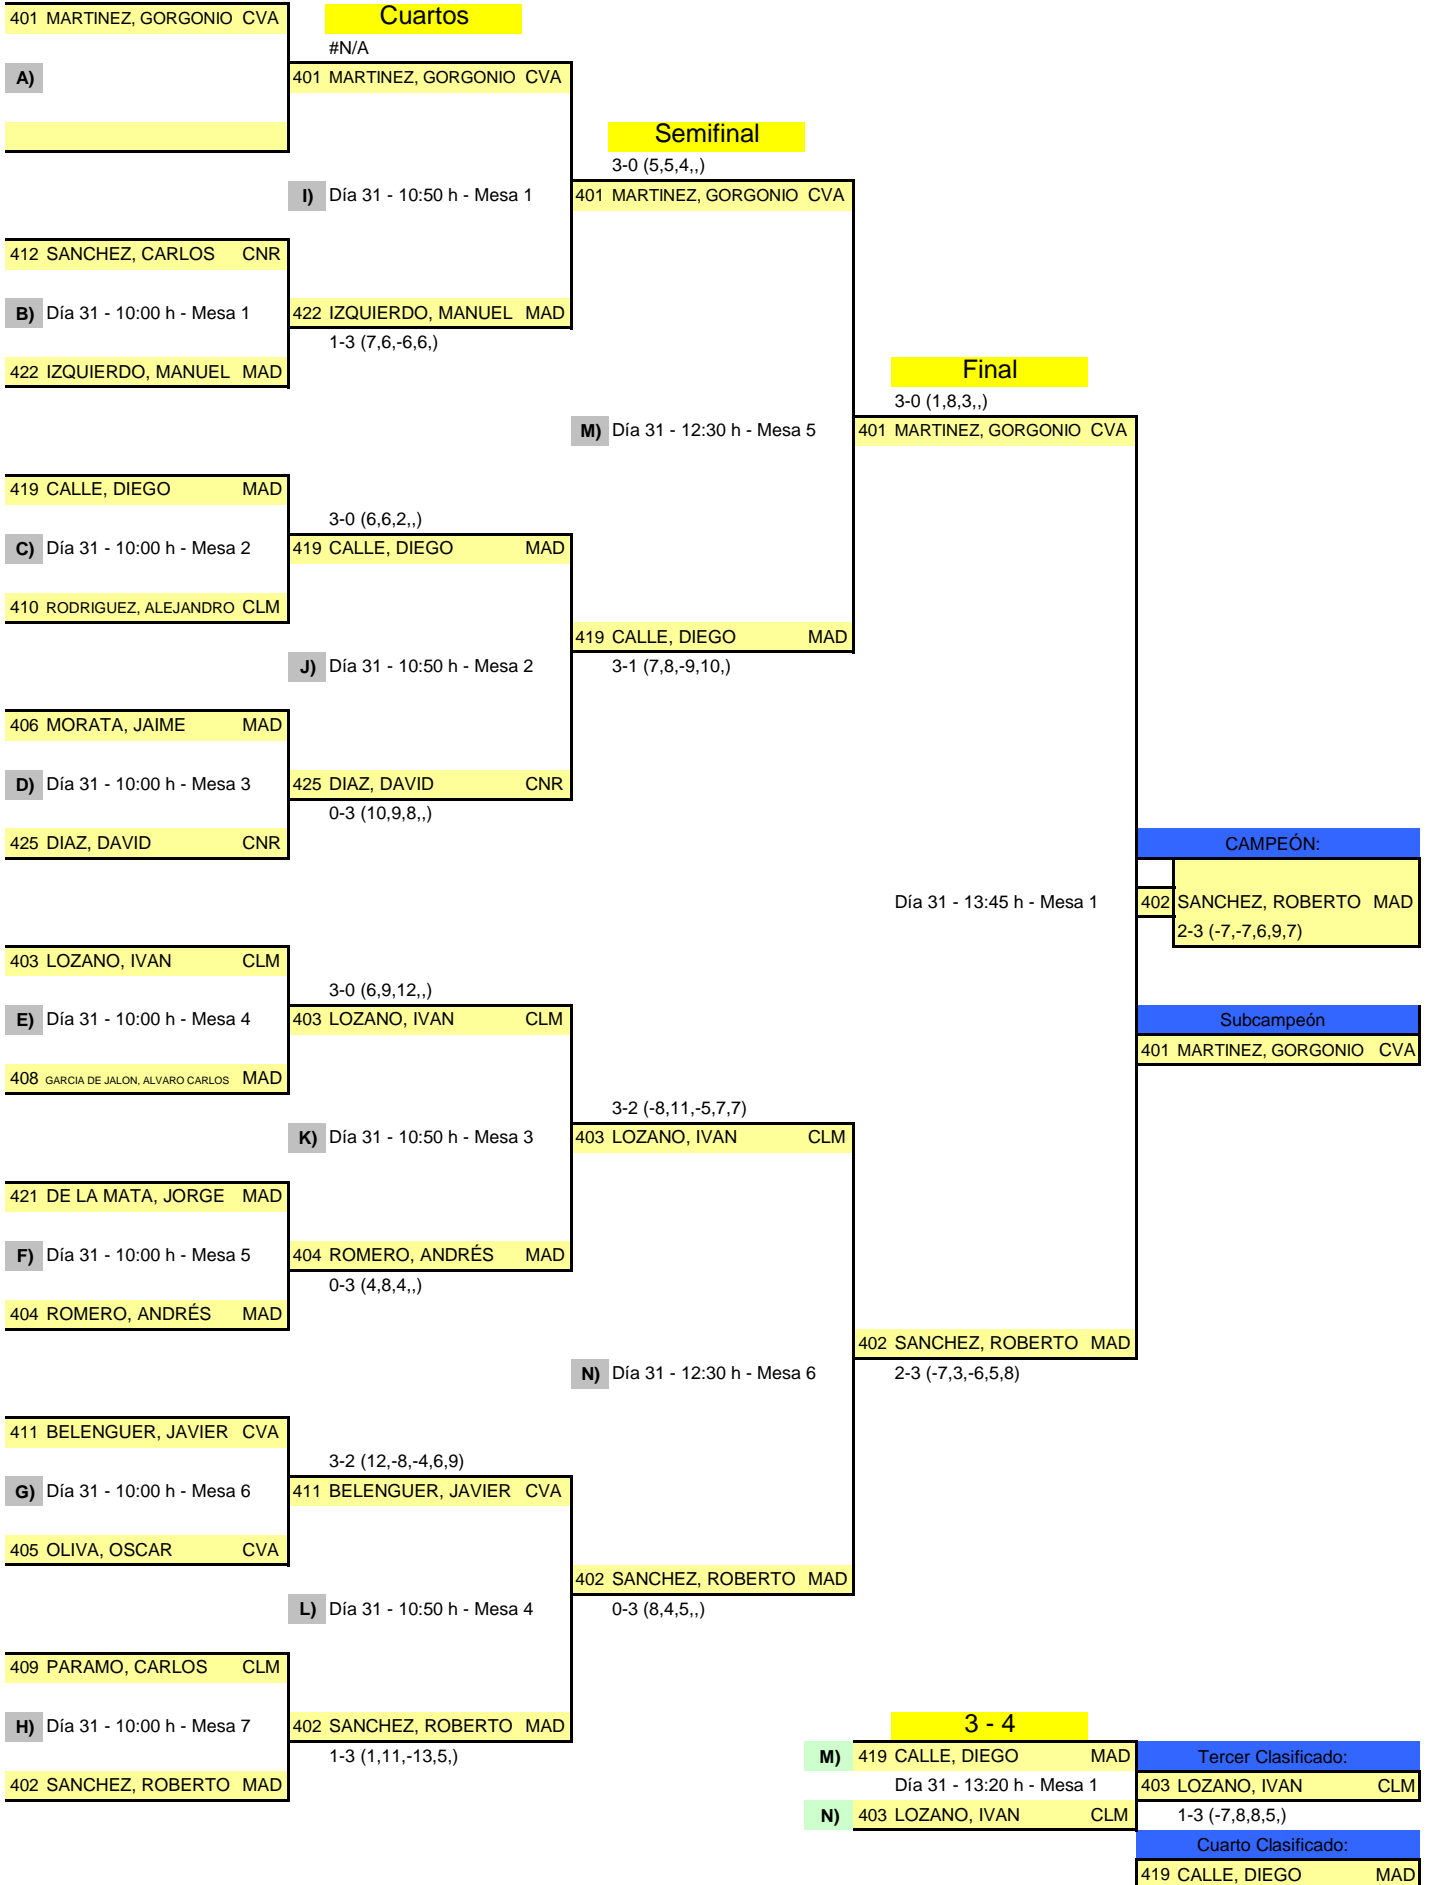 401 MARTINEZ, GORGONIO CVA
Cuartos
#N/A
A)
401 MARTINEZ, GORGONIO CVA
Semifinal
3-0 (5,5,4,,)
I) Día 31 - 10:50 h - Mesa 1
401 MARTINEZ, GORGONIO CVA
412 SANCHEZ, CARLOS CNR
B) Día 31 - 10:00 h - Mesa 1
422 IZQUIERDO, MANUEL MAD
1-3 (7,6,-6,6,)
422 IZQUIERDO, MANUEL MAD
Final
3-0 (1,8,3,,)
M) Día 31 - 12:30 h - Mesa 5
401 MARTINEZ, GORGONIO CVA
419 CALLE, DIEGO MAD
3-0 (6,6,2,,)
C) Día 31 - 10:00 h - Mesa 2
419 CALLE, DIEGO MAD
410 RODRIGUEZ, ALEJANDRO CLM
419 CALLE, DIEGO MAD
J) Día 31 - 10:50 h - Mesa 2
3-1 (7,8,-9,10,)
406 MORATA, JAIME MAD
D) Día 31 - 10:00 h - Mesa 3
425 DIAZ, DAVID CNR
0-3 (10,9,8,,)
425 DIAZ, DAVID CNR
CAMPEÓN:
Día 31 - 13:45 h - Mesa 1
402 SANCHEZ, ROBERTO MAD
2-3 (-7,-7,6,9,7)
403 LOZANO, IVAN CLM
3-0 (6,9,12,,)
E) Día 31 - 10:00 h - Mesa 4
403 LOZANO, IVAN CLM
Subcampeón
401 MARTINEZ, GORGONIO CVA
408 GARCIA DE JALON, ALVARO CARLOS MAD
3-2 (-8,11,-5,7,7)
K) Día 31 - 10:50 h - Mesa 3
403 LOZANO, IVAN CLM
421 DE LA MATA, JORGE MAD
F) Día 31 - 10:00 h - Mesa 5
404 ROMERO, ANDRÉS MAD
0-3 (4,8,4,,)
404 ROMERO, ANDRÉS MAD
402 SANCHEZ, ROBERTO MAD
N) Día 31 - 12:30 h - Mesa 6
2-3 (-7,3,-6,5,8)
411 BELENGUER, JAVIER CVA
3-2 (12,-8,-4,6,9)
G) Día 31 - 10:00 h - Mesa 6
411 BELENGUER, JAVIER CVA
405 OLIVA, OSCAR CVA
402 SANCHEZ, ROBERTO MAD
L) Día 31 - 10:50 h - Mesa 4
0-3 (8,4,5,,)
409 PARAMO, CARLOS CLM
H) Día 31 - 10:00 h - Mesa 7
402 SANCHEZ, ROBERTO MAD
1-3 (1,11,-13,5,)
402 SANCHEZ, ROBERTO MAD
3 - 4
M) 419 CALLE, DIEGO MAD
Tercer Clasificado:
Día 31 - 13:20 h - Mesa 1
403 LOZANO, IVAN CLM
N) 403 LOZANO, IVAN CLM
1-3 (-7,8,8,5,)
Cuarto Clasificado:
419 CALLE, DIEGO MAD